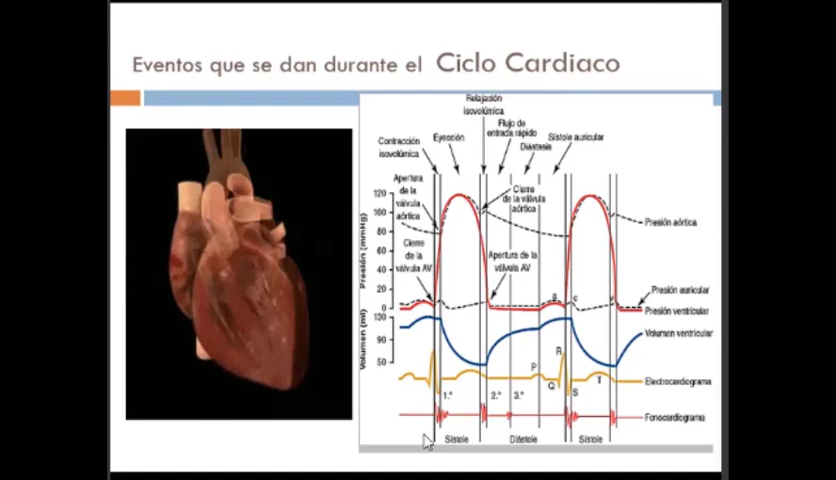 Eventos que se dan durante el Ciclo Cardiaco
Relajación
isovolúmica
Flujo de
entrada rápido
Contracción
isovolúmica
Eyección
Diástasis
Sístole auricular
Apertura
de la
válvula
aórtica
Cierre
de la válvula
aórtica
Cierre
de la
válvula AV
Apertura de la
válvula AV
Presión (mmHg)
120
100
80
60
40
20
0
Volumen (ml)
130
90
50
a
c
v
Presión aórtica
Presión auricular
Presión ventricular
Volumen ventricular
Electrocardiograma
Fonocardiograma
P
Q
R
S
T
1.º
2.º
3.º
Sístole
Diástole
Sístole